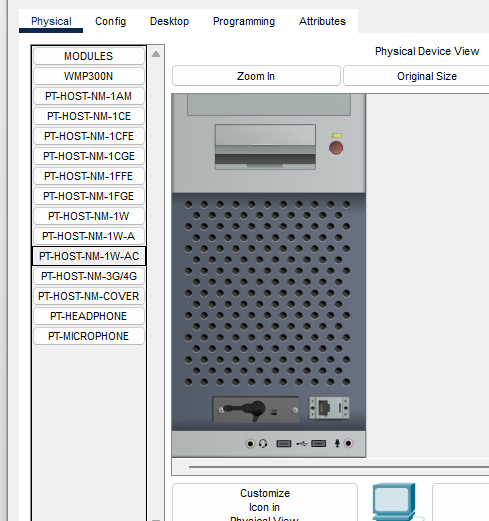 Physical Config Desktop Programming Attributes
MODULES
WMP300N
PT-HOST-NM-1AM
PT-HOST-NM-1CE
PT-HOST-NM-1CFE
PT-HOST-NM-1CGE
PT-HOST-NM-1FFE
PT-HOST-NM-1FGE
PT-HOST-NM-1W
PT-HOST-NM-1W-A
PT-HOST-NM-1W-AC
PT-HOST-NM-3G/4G
PT-HOST-NM-COVER
PT-HEADPHONE
PT-MICROPHONE
Physical Device View
Zoom In
Original Size
Customize
Icon in
Physical View